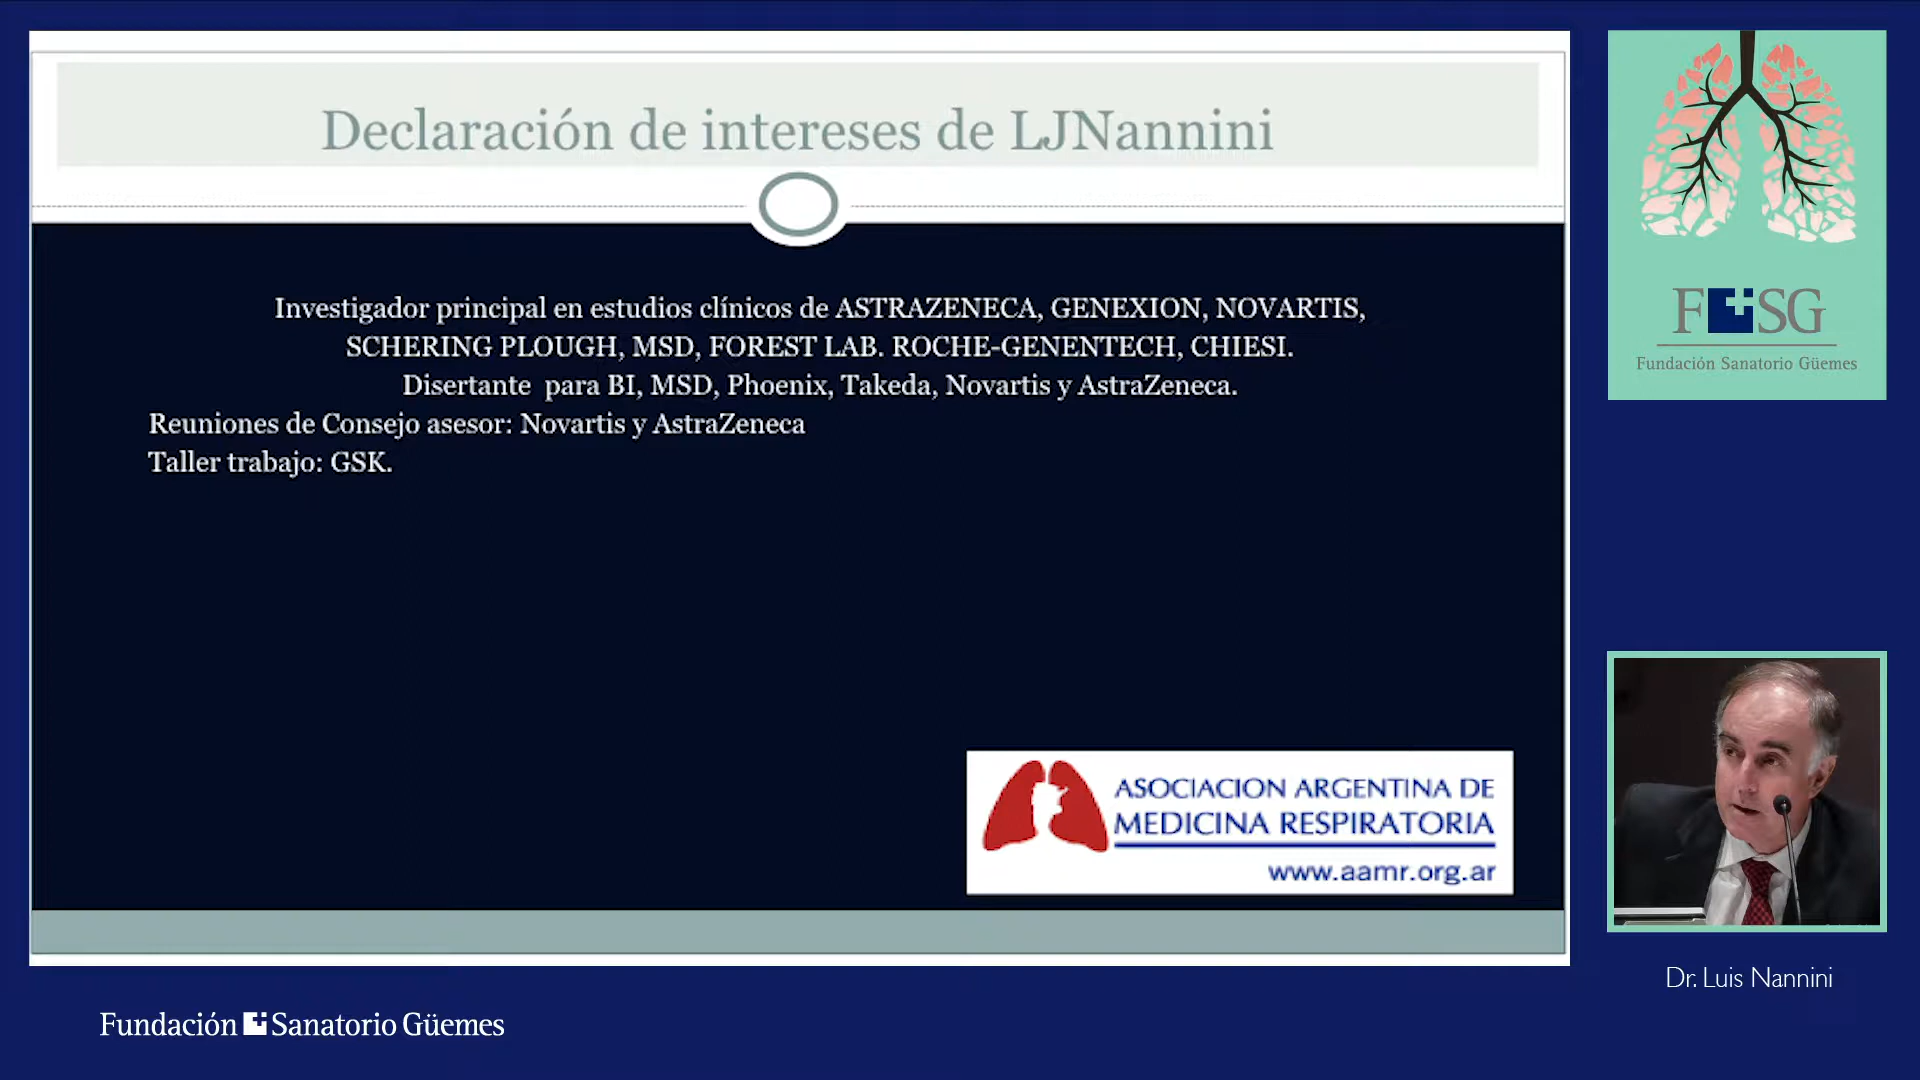 Declaración de intereses de LJNannini
Investigador principal en estudios clínicos de ASTRAZENECA, GENEXION, NOVARTIS,
SCHERING PLOUGH, MSD, FOREST LAB. ROCHE-GENENTECH, CHIESI.
Disertante para BI, MSD, Phoenix, Takeda, Novartis y AstraZeneca.
Reuniones de Consejo asesor: Novartis y AstraZeneca
Taller trabajo: GSK.
ASOCIACION ARGENTINA DE
MEDICINA RESPIRATORIA
www.aamr.org.ar
F SG
Fundación Sanatorio Güemes
Dr. Luis Nannini
Fundación Sanatorio Güemes